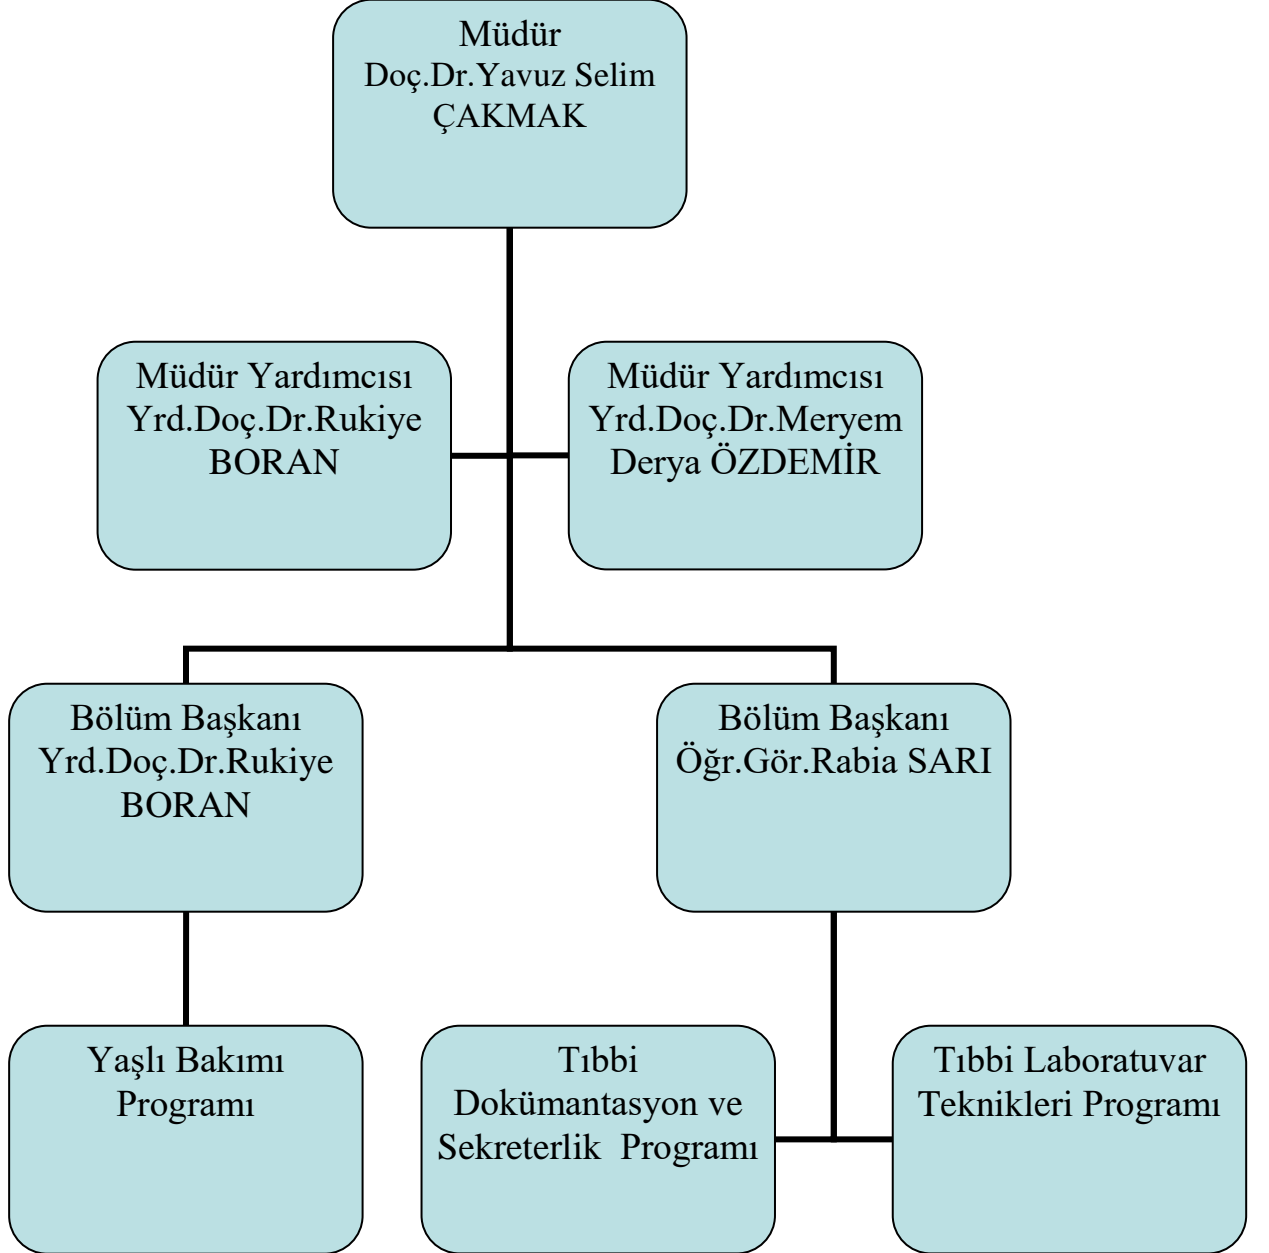 Müdür
Doç.Dr.Yavuz Selim
ÇAKMAK
Müdür Yardımcısı
Yrd.Doç.Dr.Rukiye
BORAN
Müdür Yardımcısı
Yrd.Doç.Dr.Meryem
Derya ÖZDEMİR
Bölüm Başkanı
Yrd.Doç.Dr.Rukiye
BORAN
Bölüm Başkanı
Öğr.Gör.Rabia SARI
Yaşlı Bakımı
Programı
Tıbbi
Dokümantasyon ve
Sekreterlik  Programı
Tıbbi Laboratuvar
Teknikleri Programı